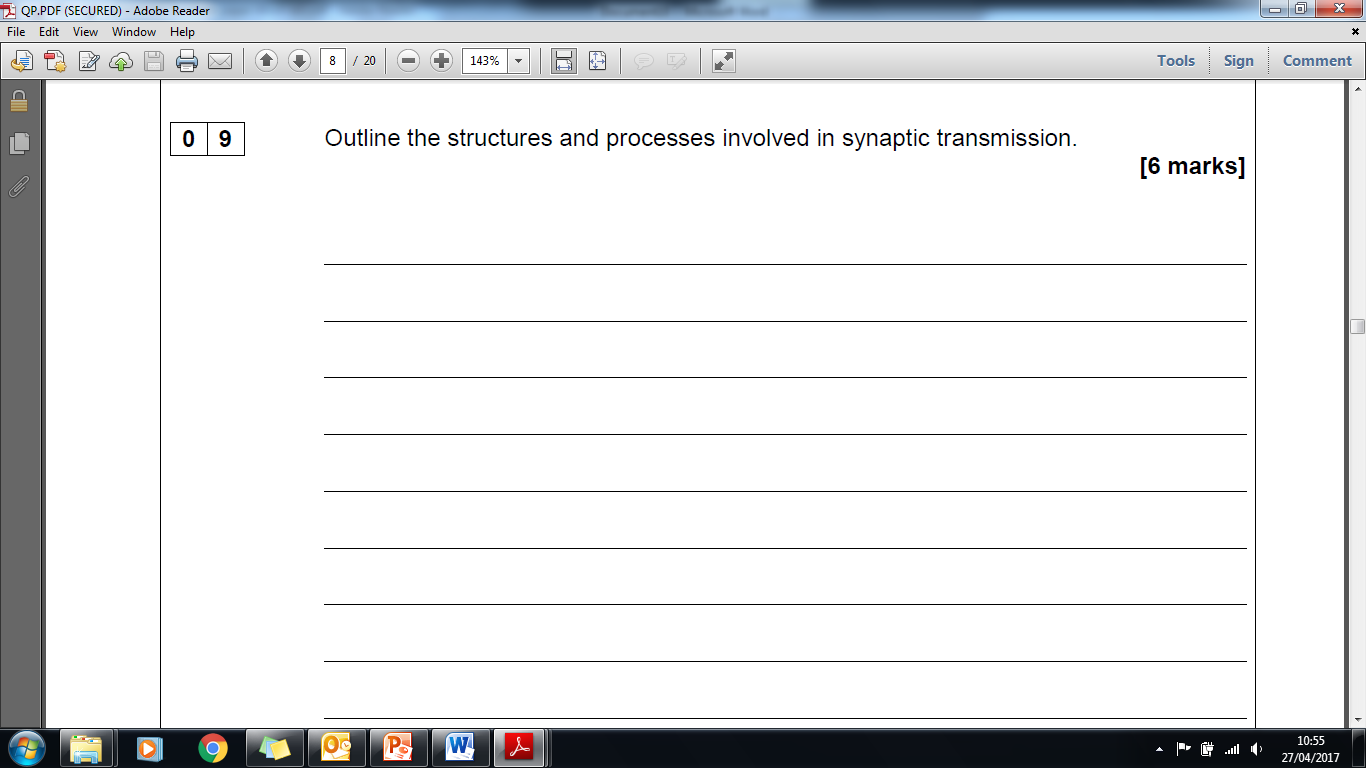 QP.PDF (SECURED) - Adobe Reader
File Edit View Window Help
8 / 20 143% Tools Sign Comment
0 9 Outline the structures and processes involved in synaptic transmission.
[6 marks]
10:55
27/04/2017